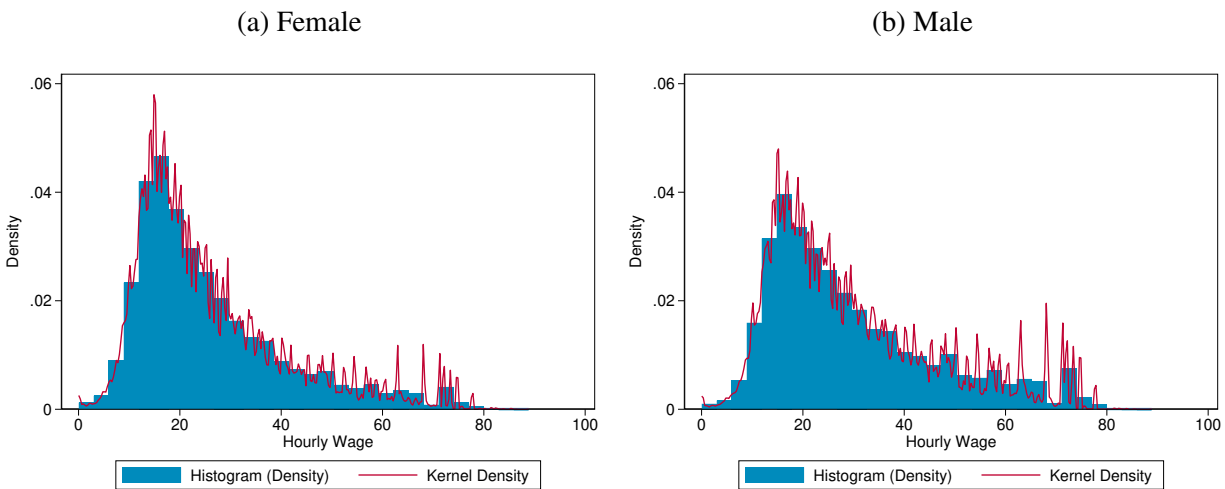 (a) Female
.06
.04
.02
0
Density
0 20 40 60 80 100
Hourly Wage
Histogram (Density) Kernel Density
(b) Male
.06
.04
.02
0
Density
0 20 40 60 80 100
Hourly Wage
Histogram (Density) Kernel Density